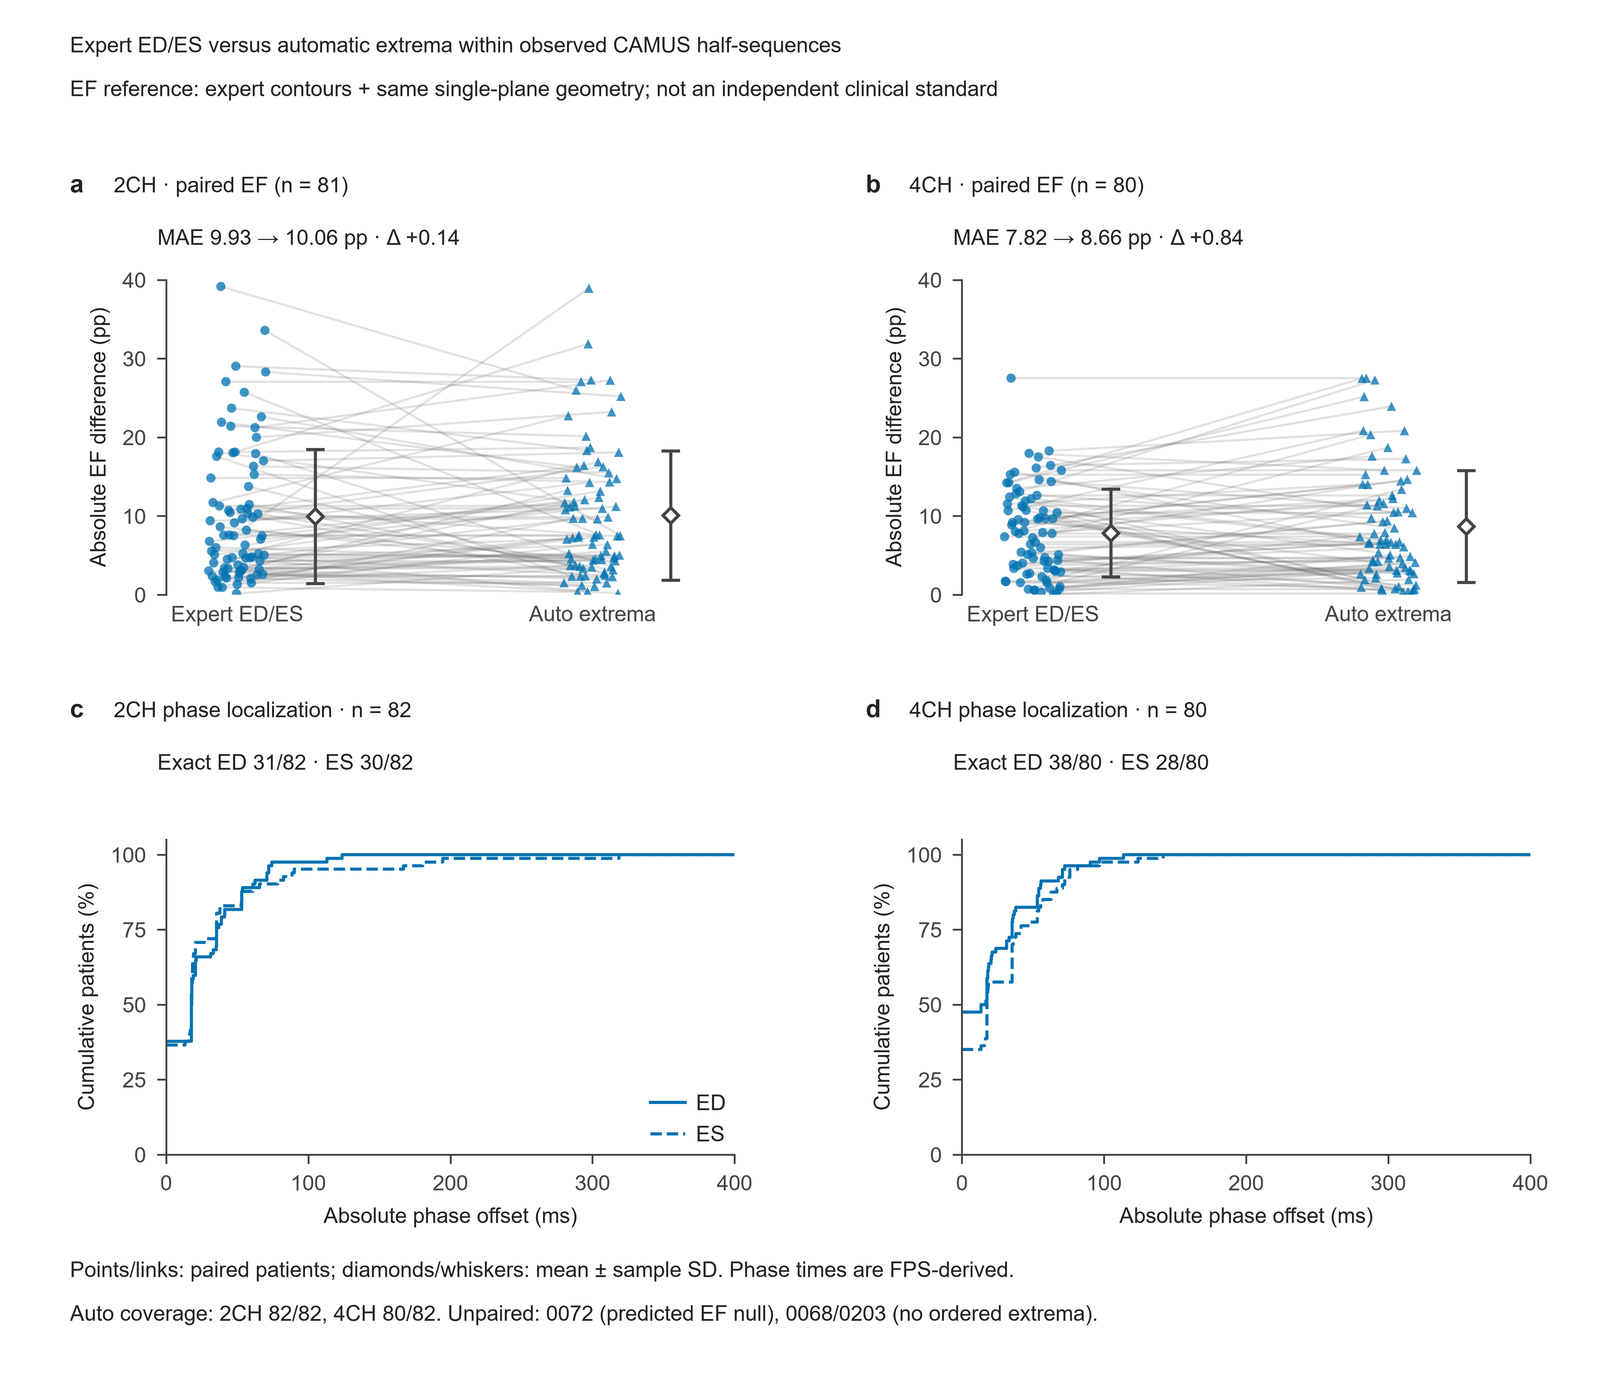 Expert ED/ES versus automatic extrema within observed CAMUS half-sequences
EF reference: expert contours + same single-plane geometry; not an independent clinical standard
a 2CH · paired EF (n = 81)
MAE 9.93 → 10.06 pp · Δ +0.14
Absolute EF difference (pp)
40
30
20
10
0
Expert ED/ES Auto extrema
b 4CH · paired EF (n = 80)
MAE 7.82 → 8.66 pp · Δ +0.84
Absolute EF difference (pp)
40
30
20
10
0
Expert ED/ES Auto extrema
c 2CH phase localization · n = 82
Exact ED 31/82 · ES 30/82
Cumulative patients (%)
100
75
50
25
0
ED
ES
0 100 200 300 400
Absolute phase offset (ms)
d 4CH phase localization · n = 80
Exact ED 38/80 · ES 28/80
Cumulative patients (%)
100
75
50
25
0
0 100 200 300 400
Absolute phase offset (ms)
Points/links: paired patients; diamonds/whiskers: mean ± sample SD. Phase times are FPS-derived.
Auto coverage: 2CH 82/82, 4CH 80/82. Unpaired: 0072 (predicted EF null), 0068/0203 (no ordered extrema).